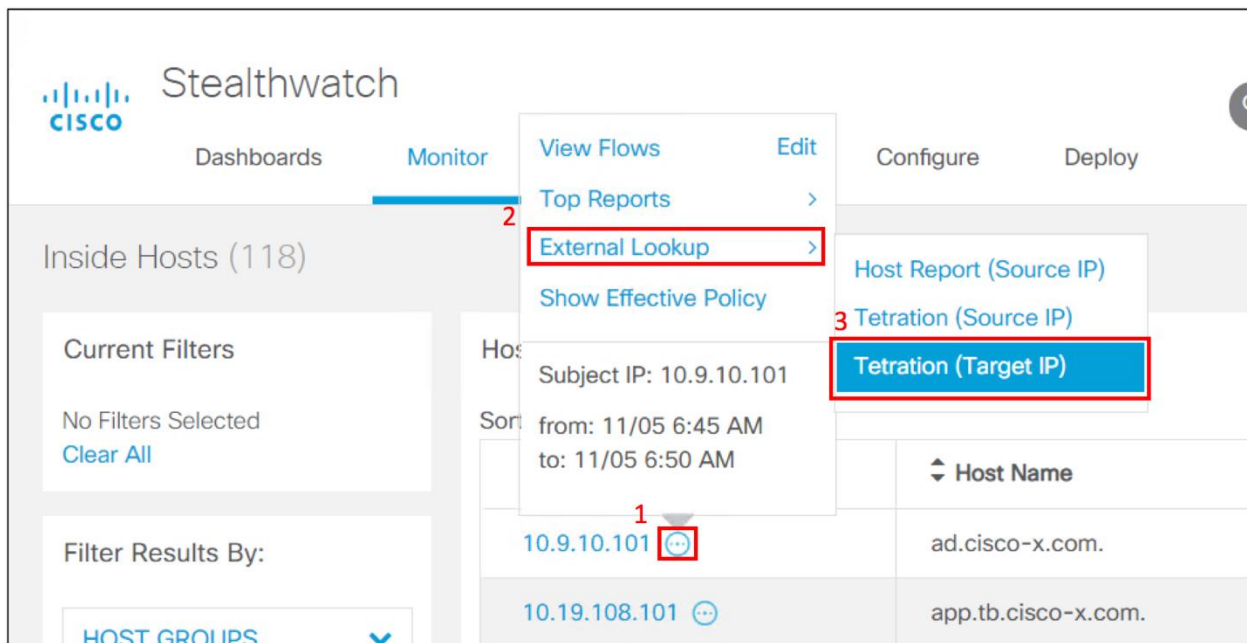 Stealthwatch
CISCO
Dashboards Monitor Configure Deploy
View Flows Edit
Top Reports >
2
External Lookup >
Show Effective Policy
Subject IP: 10.9.10.101
from: 11/05 6:45 AM
to: 11/05 6:50 AM
Host Report (Source IP)
3 Tetration (Source IP)
Tetration (Target IP)
Inside Hosts (118)
Current Filters
No Filters Selected
Clear All
Filter Results By:
HOST GROUPS
Host Name
1
10.9.10.101 ad.cisco-x.com.
10.19.108.101 app.tb.cisco-x.com.